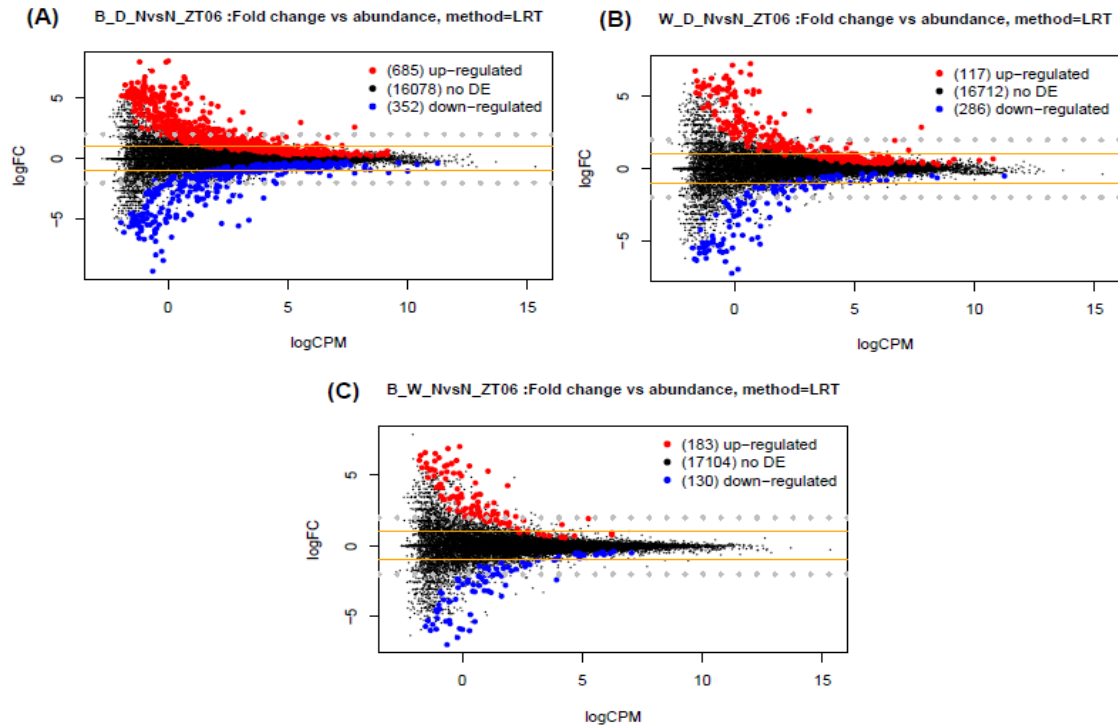 (A) B_D_NvsN_ZT06 :Fold change vs abundance, method=LRT
(685) up-regulated
(16078) no DE
(352) down-regulated
logFC
5
0
-5
0 5 10 15
logCPM
(B) W_D_NvsN_ZT06 :Fold change vs abundance, method=LRT
(117) up-regulated
(16712) no DE
(286) down-regulated
logFC
5
0
-5
0 5 10 15
logCPM
(C) B_W_NvsN_ZT06 :Fold change vs abundance, method=LRT
(183) up-regulated
(17104) no DE
(130) down-regulated
logFC
5
0
-5
0 5 10 15
logCPM